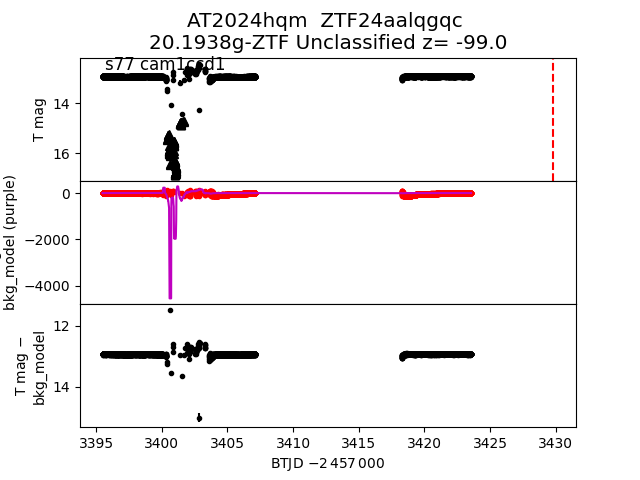 AT2024hqm ZTF24aalqgqc
20.1938g-ZTF Unclassified z= -99.0
s77 cam1ccd1
T mag
14
16
bkg_model (purple)
0
−2000
−4000
T mag −
bkg_model
12
14
3395 3400 3405 3410 3415 3420 3425 3430
BTJD −2 457 000